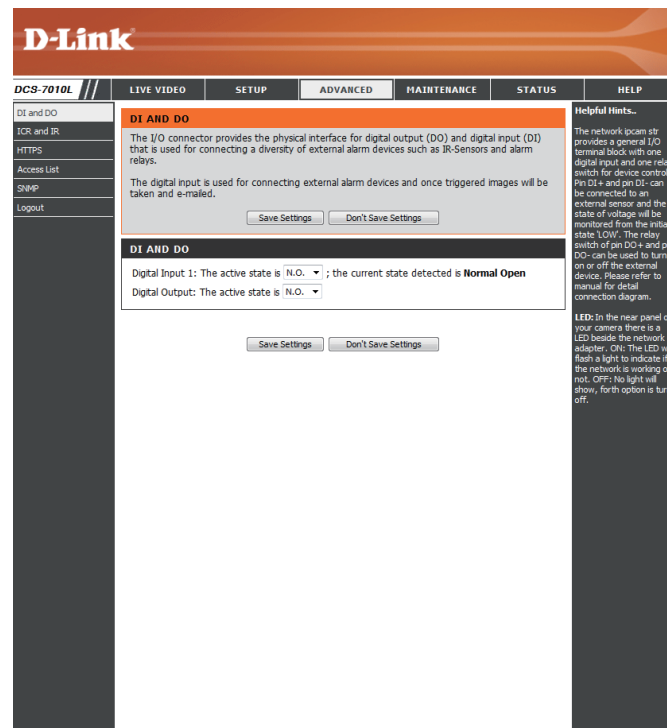 D-Link
DCS-7010L
LIVE VIDEO
SETUP
ADVANCED
MAINTENANCE
STATUS
HELP
DI and DO
ICR and IR
HTTPS
Access List
SNMP
Logout
DI AND DO
The I/O connector provides the physical interface for digital output (DO) and digital input (DI)
that is used for connecting a diversity of external alarm devices such as IR-Sensors and alarm
relays.
The digital input is used for connecting external alarm devices and once triggered images will be
taken and e-mailed.
Save Settings
Don't Save Settings
DI AND DO
Digital Input 1: The active state is N.O. ; the current state detected is Normal Open
Digital Output: The active state is N.O.
Save Settings
Don't Save Settings
Helpful Hints..
The network ipcam str
provides a general I/O
terminal block with one
digital input and one rela
switch for device control
Pin DI+ and pin DI- can
be connected to an
external sensor and the
state of voltage will be
monitored from the initia
state 'LOW'. The relay
switch of pin DO+ and p
DO- can be used to turn
on or off the external
device. Please refer to
manual for detail
connection diagram.
LED: In the near panel o
your camera there is a
LED beside the network
adapter. ON: The LED w
flash a light to indicate if
the network is working o
not. OFF: No light will
show, forth option is tur
off.